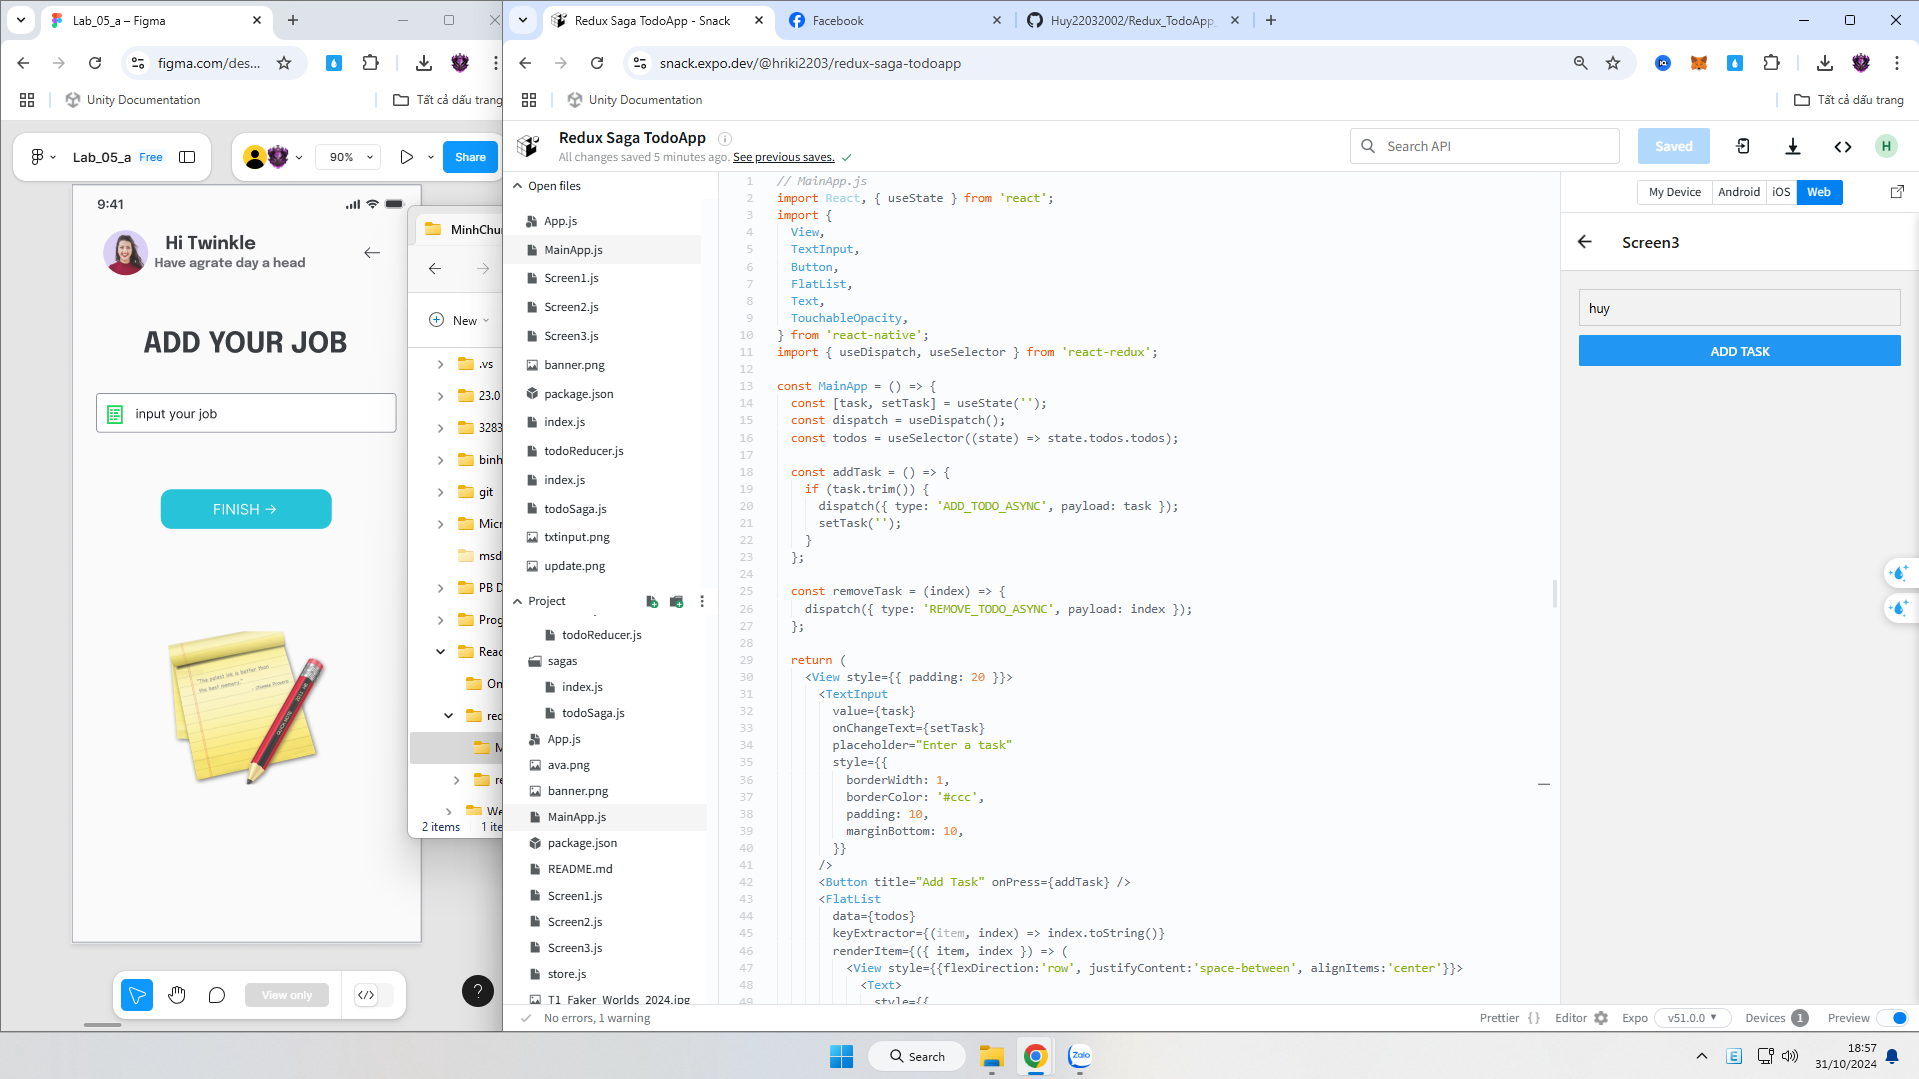 Lab_05_a – Figma
figma.com/des...
Unity Documentation
Tất cả dấu trang
Lab_05_a Free
90%
Share
9:41
Hi Twinkle
Have agrate day a head
ADD YOUR JOB
input your job
FINISH →
"The palest ink is better than
the best memory."
- Chinese Proverb
View only
?
MinhChu
New
.vs
23.0
3283
binh
git
Micr
msd
PB D
Prog
Reac
On
red
M
re
We
2 items
1 ite
Redux Saga TodoApp - Snack
Facebook
Huy22032002/Redux_TodoApp_
snack.expo.dev/@hriki2203/redux-saga-todoapp
Unity Documentation
Tất cả dấu trang
Redux Saga TodoApp
All changes saved 5 minutes ago. See previous saves.
Search API
Saved
H
Open files
App.js
MainApp.js
Screen1.js
Screen2.js
Screen3.js
banner.png
package.json
index.js
todoReducer.js
index.js
todoSaga.js
txtinput.png
update.png
Project
todoReducer.js
sagas
index.js
todoSaga.js
App.js
ava.png
banner.png
MainApp.js
package.json
README.md
Screen1.js
Screen2.js
Screen3.js
store.js
T1_Faker_Worlds_2024.jpg
1 // MainApp.js
2 import React, { useState } from 'react';
3 import {
4 View,
5 TextInput,
6 Button,
7 FlatList,
8 Text,
9 TouchableOpacity,
10 } from 'react-native';
11 import { useDispatch, useSelector } from 'react-redux';
12
13 const MainApp = () => {
14 const [task, setTask] = useState('');
15 const dispatch = useDispatch();
16 const todos = useSelector((state) => state.todos.todos);
17
18 const addTask = () => {
19 if (task.trim()) {
20 dispatch({ type: 'ADD_TODO_ASYNC', payload: task });
21 setTask('');
22 }
23 };
24
25 const removeTask = (index) => {
26 dispatch({ type: 'REMOVE_TODO_ASYNC', payload: index });
27 };
28
29 return (
30 <View style={{ padding: 20 }}>
31 <TextInput
32 value={task}
33 onChangeText={setTask}
34 placeholder="Enter a task"
35 style={{
36 borderWidth: 1,
37 borderColor: '#ccc',
38 padding: 10,
39 marginBottom: 10,
40 }}
41 />
42 <Button title="Add Task" onPress={addTask} />
43 <FlatList
44 data={todos}
45 keyExtractor={(item, index) => index.toString()}
46 renderItem={({ item, index }) => (
47 <View style={{flexDirection:'row', justifyContent:'space-between', alignItems:'center'}}>
48 <Text>
49 style={{
My Device
Android
iOS
Web
Screen3
huy
ADD TASK
No errors, 1 warning
Prettier {}
Editor
Expo
v51.0.0
Devices 1
Preview
Search
Zalo
18:57
31/10/2024